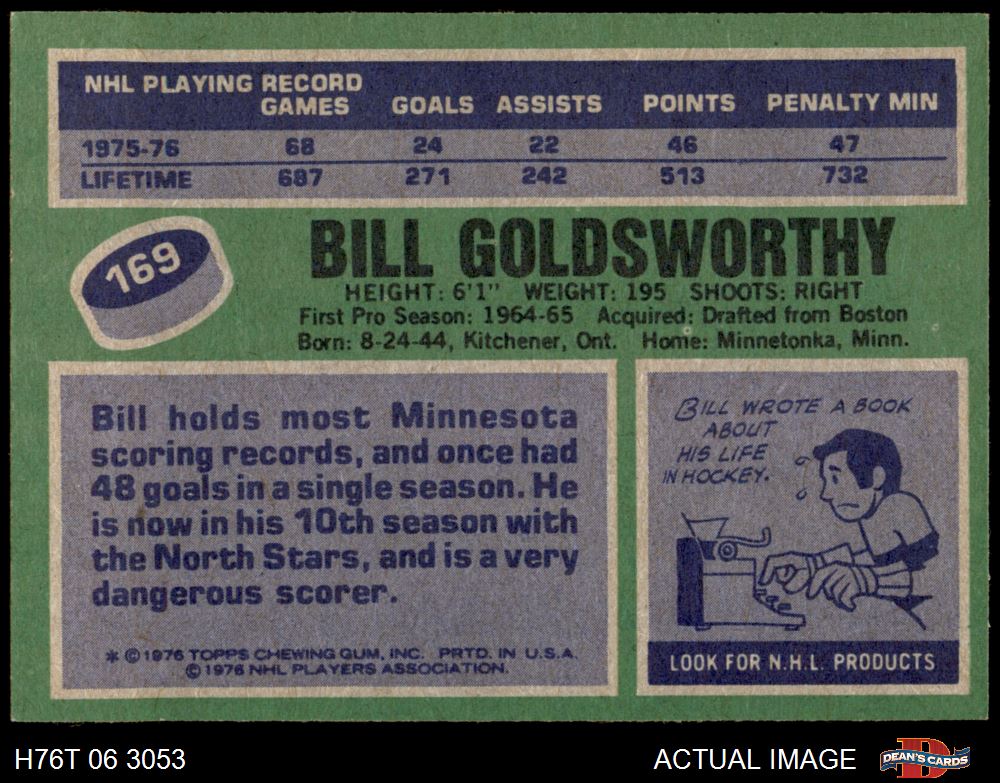 NHL PLAYING RECORD
GAMES GOALS ASSISTS POINTS PENALTY MIN
1975-76 68 24 22 46 47
LIFETIME 687 271 242 513 732
169
BILL GOLDSWORTHY
HEIGHT: 6'1" WEIGHT: 195 SHOOTS: RIGHT
First Pro Season: 1964-65 Acquired: Drafted from Boston
Born: 8-24-44, Kitchener, Ont. Home: Minnetonka, Minn.
Bill holds most Minnesota
scoring records, and once had
48 goals in a single season. He
is now in his 10th season with
the North Stars, and is a very
dangerous scorer.
* ©1976 TOPPS CHEWING GUM, INC. PRTD. IN U.S.A.
©1976 NHL PLAYERS ASSOCIATION.
BILL WROTE A BOOK
ABOUT
HIS LIFE
IN HOCKEY.
LOOK FOR N.H.L. PRODUCTS
H76T 06 3053 ACTUAL IMAGE
DEAN'S CARDS